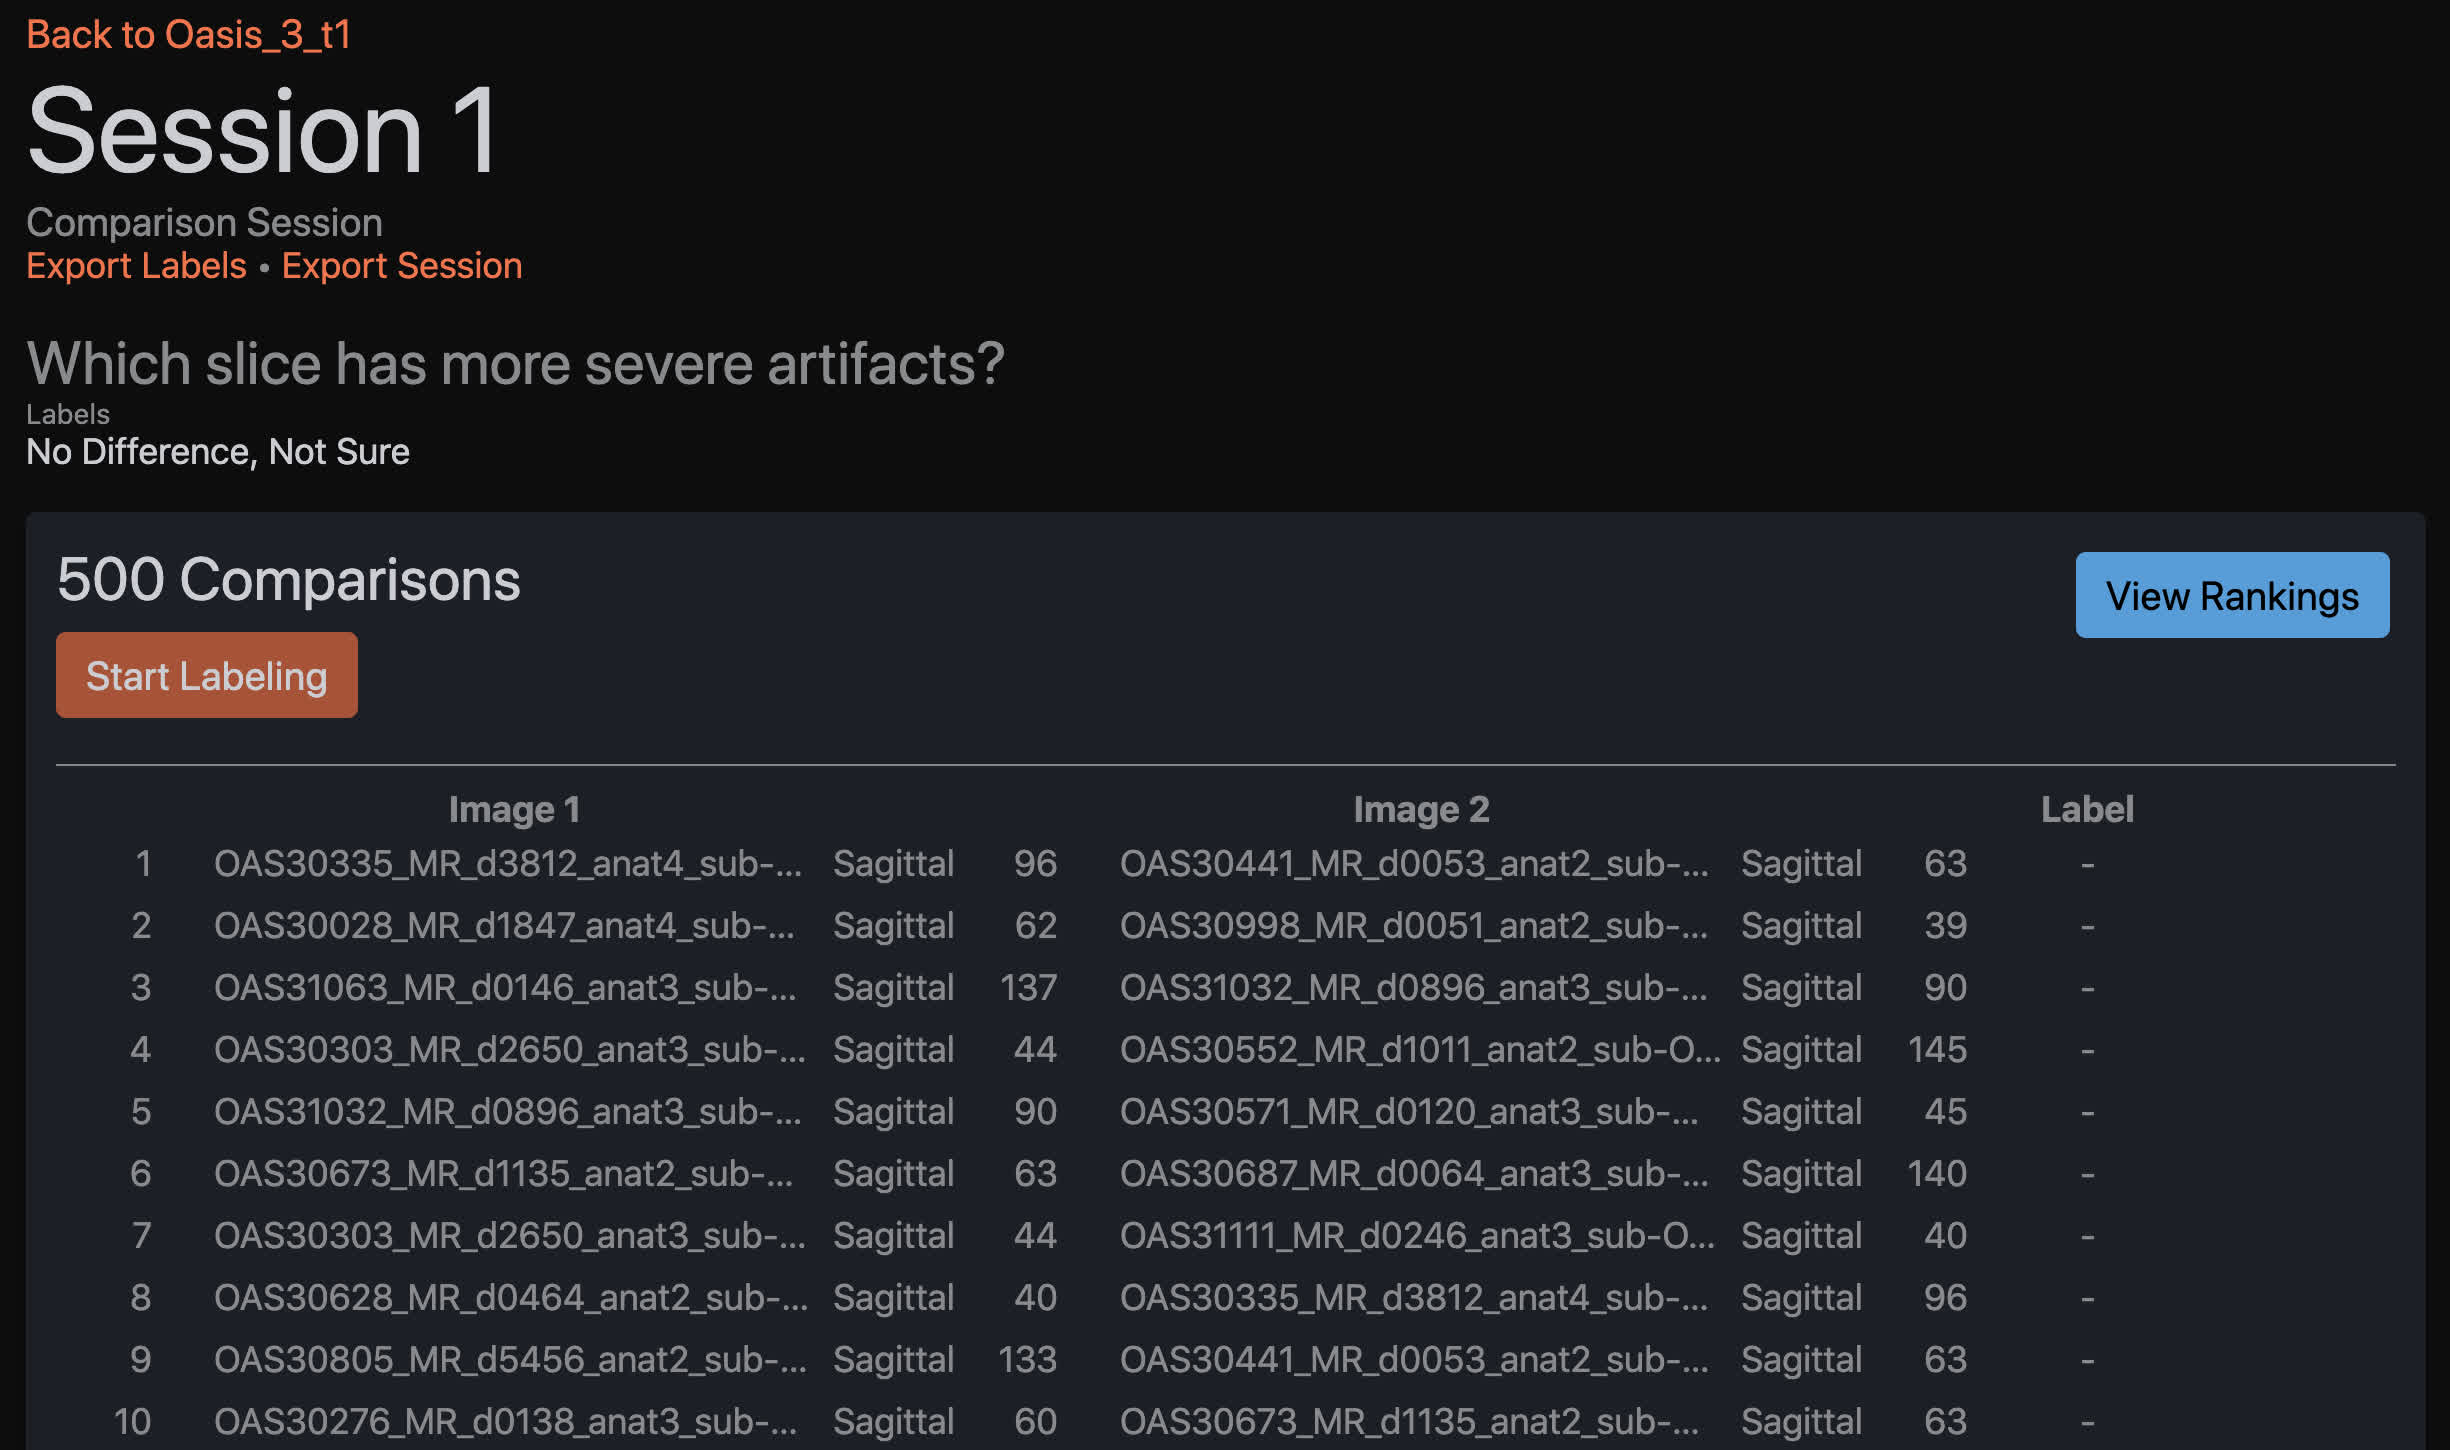 Back to Oasis_3_t1
Session 1
Comparison Session
Export Labels • Export Session
Which slice has more severe artifacts?
Labels
No Difference, Not Sure
500 Comparisons
View Rankings
Start Labeling
Image 1 Image 2 Label
1 OAS30335_MR_d3812_anat4_sub-... Sagittal 96 OAS30441_MR_d0053_anat2_sub-... Sagittal 63 -
2 OAS30028_MR_d1847_anat4_sub-... Sagittal 62 OAS30998_MR_d0051_anat2_sub-... Sagittal 39 -
3 OAS31063_MR_d0146_anat3_sub-... Sagittal 137 OAS31032_MR_d0896_anat3_sub-... Sagittal 90 -
4 OAS30303_MR_d2650_anat3_sub-... Sagittal 44 OAS30552_MR_d1011_anat2_sub-O... Sagittal 145 -
5 OAS31032_MR_d0896_anat3_sub-... Sagittal 90 OAS30571_MR_d0120_anat3_sub-... Sagittal 45 -
6 OAS30673_MR_d1135_anat2_sub-... Sagittal 63 OAS30687_MR_d0064_anat3_sub-... Sagittal 140 -
7 OAS30303_MR_d2650_anat3_sub-... Sagittal 44 OAS31111_MR_d0246_anat3_sub-O... Sagittal 40 -
8 OAS30628_MR_d0464_anat2_sub-... Sagittal 40 OAS30335_MR_d3812_anat4_sub-... Sagittal 96 -
9 OAS30805_MR_d5456_anat2_sub-... Sagittal 133 OAS30441_MR_d0053_anat2_sub-... Sagittal 63 -
10 OAS30276_MR_d0138_anat3_sub-... Sagittal 60 OAS30673_MR_d1135_anat2_sub-... Sagittal 63 -